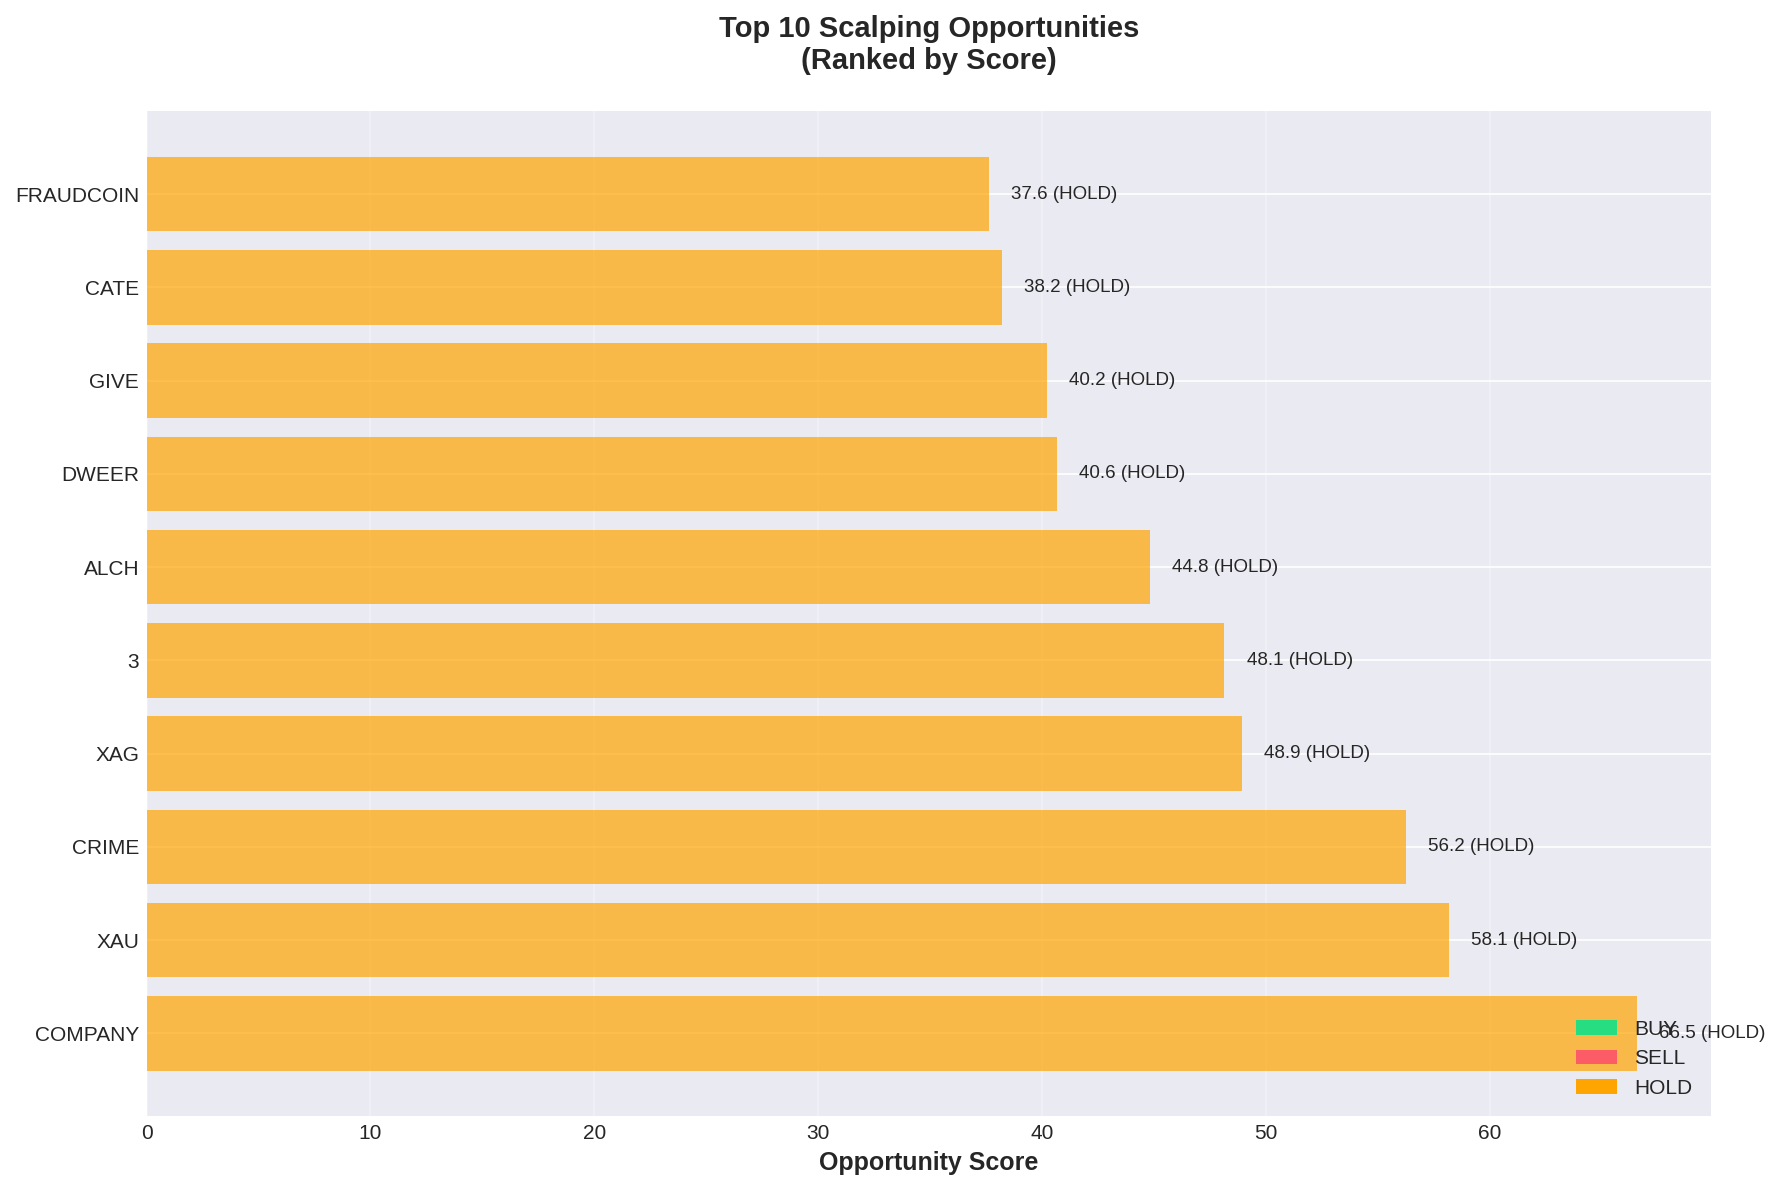 Top 10 Scalping Opportunities
(Ranked by Score)
FRAUDCOIN
37.6 (HOLD)
CATE
38.2 (HOLD)
GIVE
40.2 (HOLD)
DWEER
40.6 (HOLD)
ALCH
44.8 (HOLD)
3
48.1 (HOLD)
XAG
48.9 (HOLD)
CRIME
56.2 (HOLD)
XAU
58.1 (HOLD)
COMPANY
66.5 (HOLD)
BUY
SELL
HOLD
0 10 20 30 40 50 60
Opportunity Score